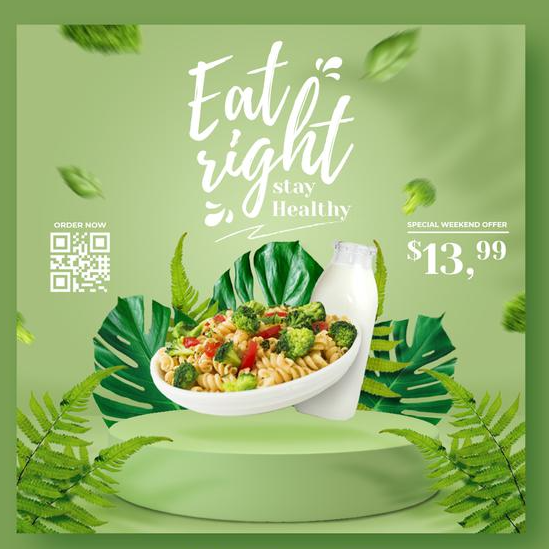 Eat
right
stay
Healthy
ORDER NOW
SPECIAL WEEKEND OFFER
$13,99